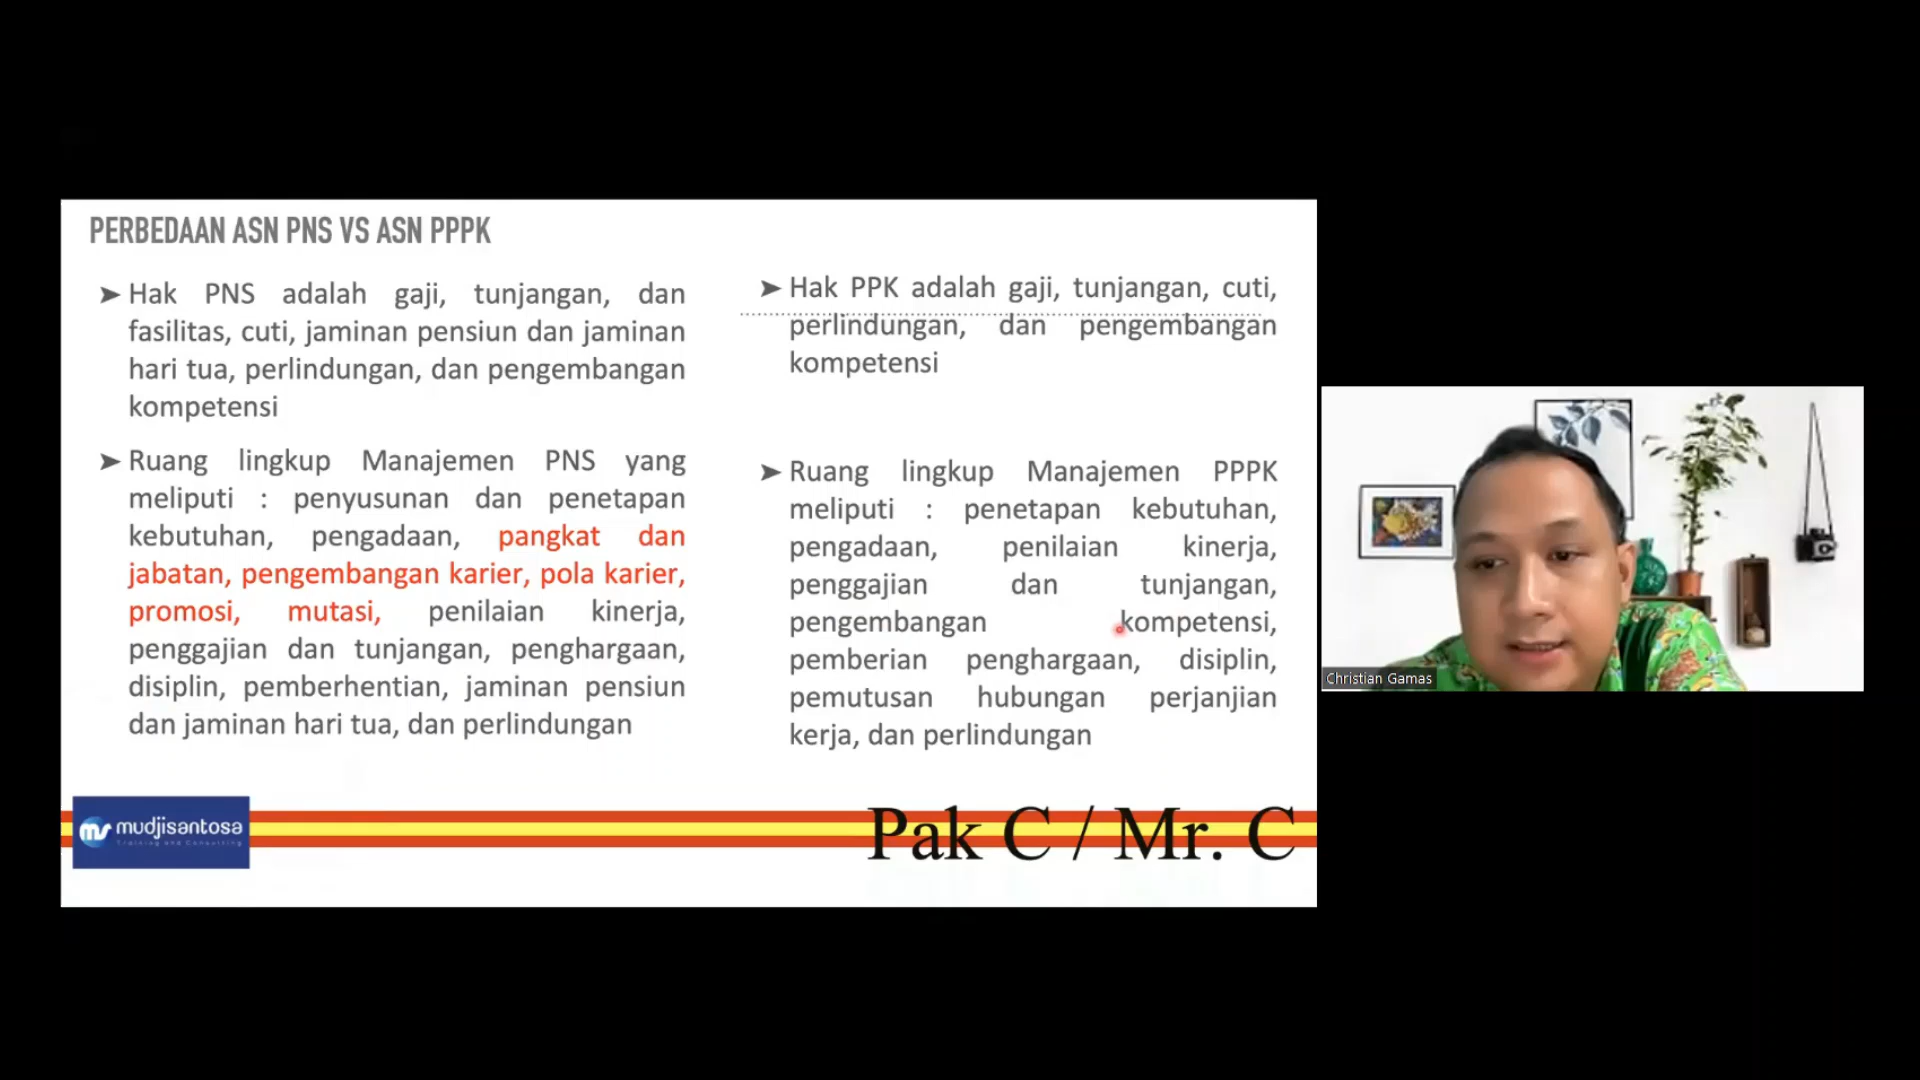 PERBEDAAN ASN PNS VS ASN PPPK
➤ Hak PNS adalah gaji, tunjangan, dan
fasilitas, cuti, jaminan pensiun dan jaminan
hari tua, perlindungan, dan pengembangan
kompetensi
➤ Ruang lingkup Manajemen PNS yang
meliputi : penyusunan dan penetapan
kebutuhan, pengadaan, pangkat dan
jabatan, pengembangan karier, pola karier,
promosi, mutasi, penilaian kinerja,
penggajian dan tunjangan, penghargaan,
disiplin, pemberhentian, jaminan pensiun
dan jaminan hari tua, dan perlindungan
➤ Hak PPK adalah gaji, tunjangan, cuti,
perlindungan, dan pengembangan
kompetensi
➤ Ruang lingkup Manajemen PPPK
meliputi : penetapan kebutuhan,
pengadaan, penilaian kinerja,
penggajian dan tunjangan,
pengembangan kompetensi,
pemberian penghargaan, disiplin,
pemutusan hubungan perjanjian
kerja, dan perlindungan
ms mudjisantosa
Training and Consulting
Pak C / Mr. C
Christian Gamas